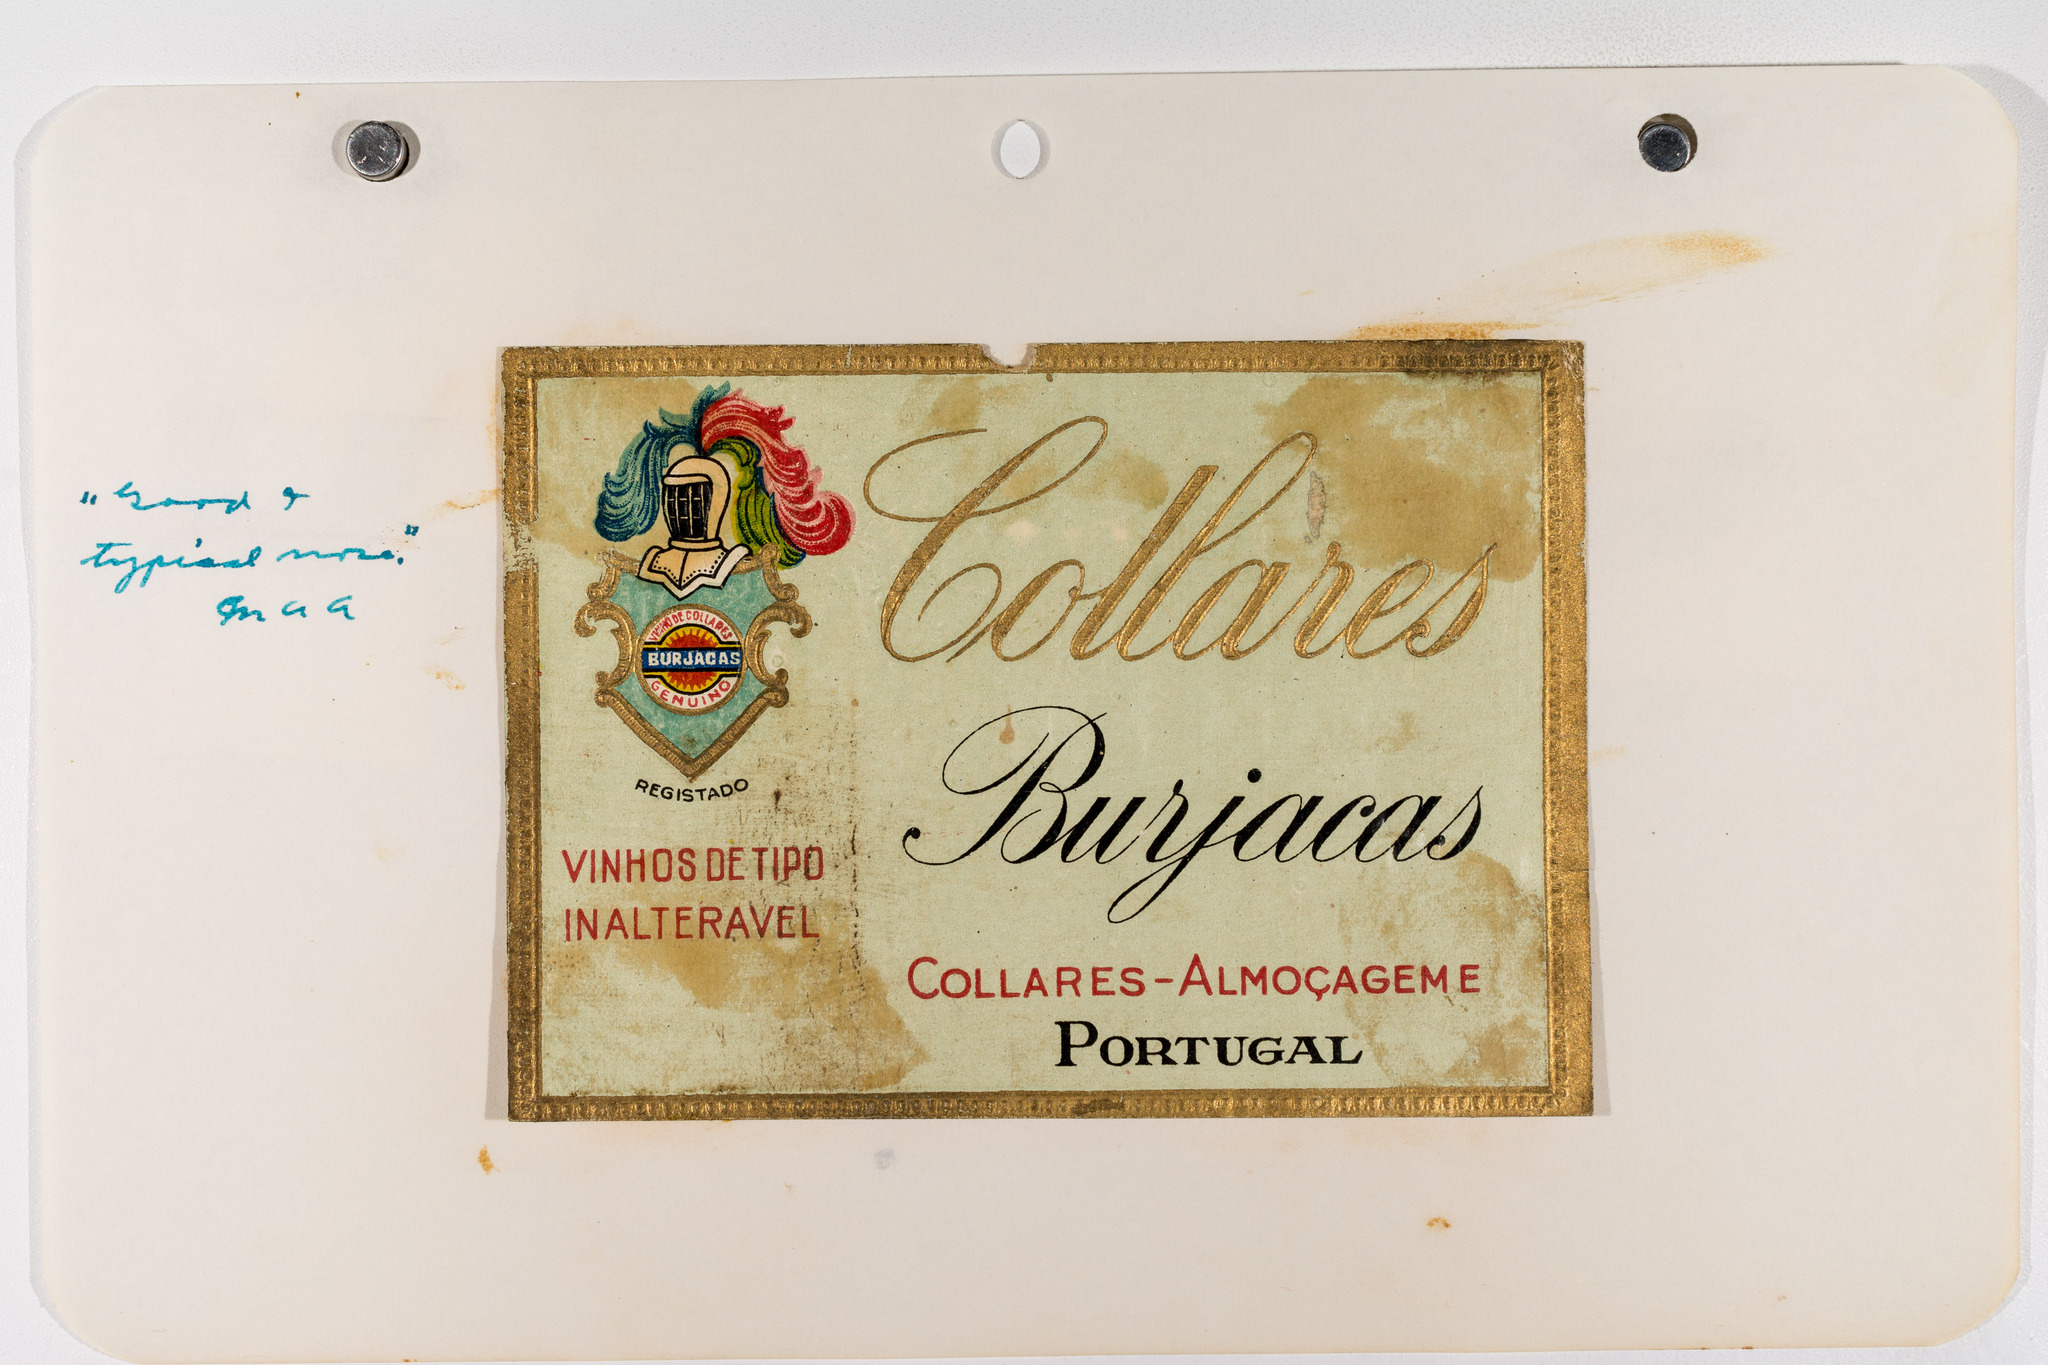 "Good &
typical nose."
MAA
Collares
Burjacas
VINHO DE COLLARES
BURJACAS
GENUINO
REGISTADO
VINHOS DE TIPO
INALTERAVEL
COLLARES-ALMOÇAGEME
PORTUGAL